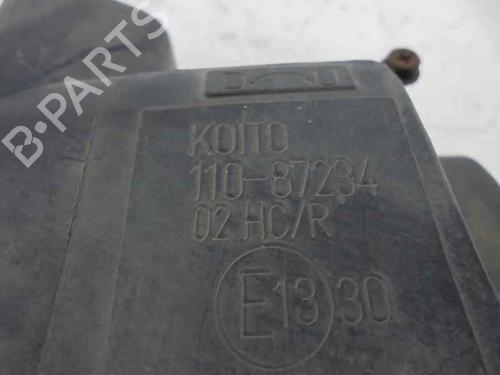 B-PARTS
KOITO
110-87234
02 HC/R
E13 30